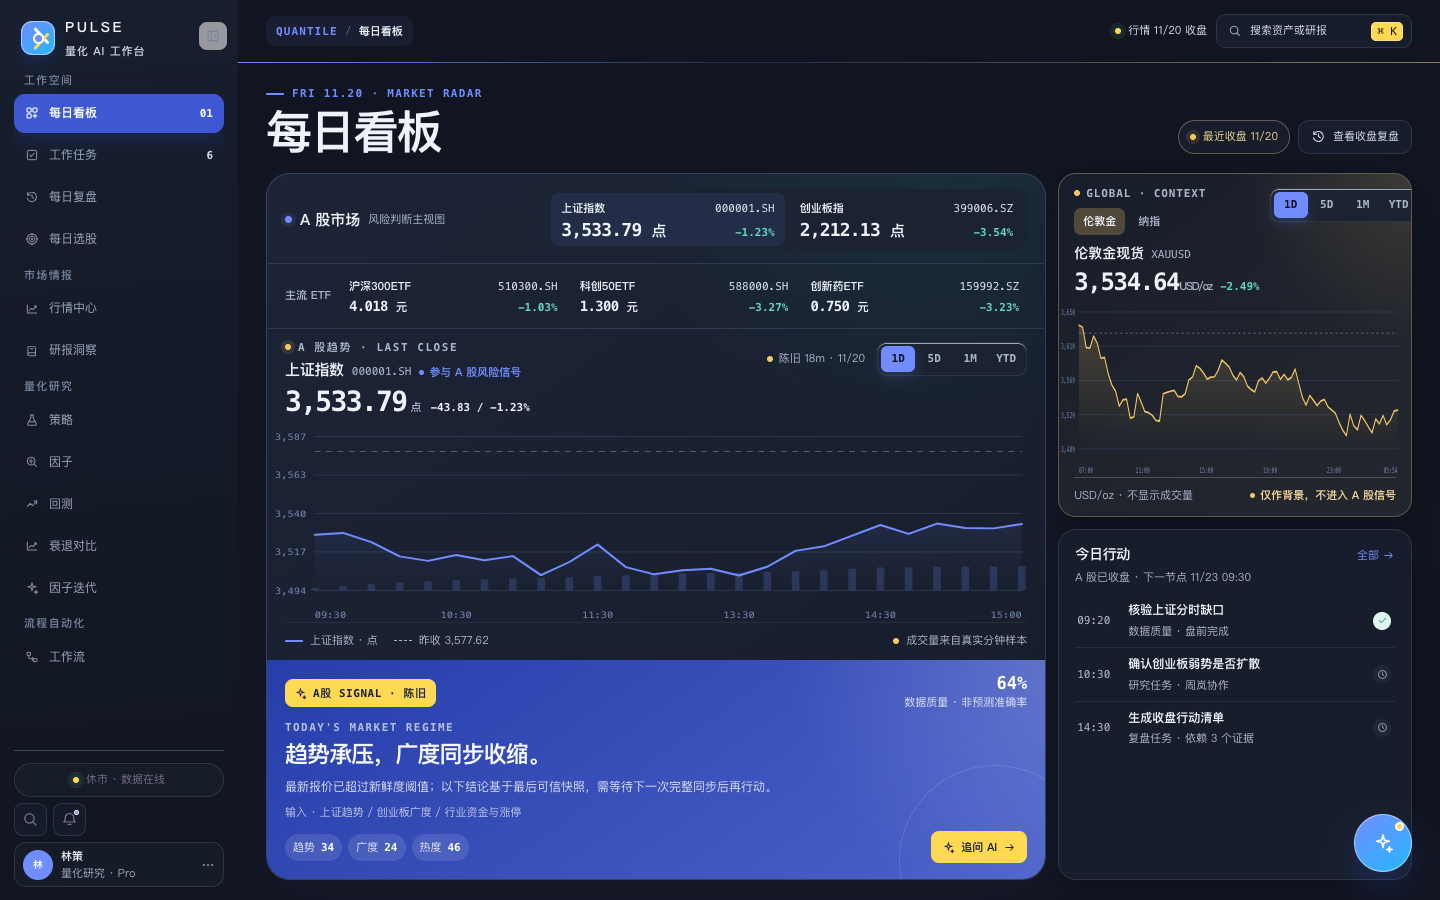 PULSE
量化 AI 工作台
工作空间
每日看板 01
工作任务 6
每日复盘
每日选股
市场情报
行情中心
研报洞察
量化研究
策略
因子
回测
衰退对比
因子迭代
流程自动化
工作流
休市 · 数据在线
林
林策
量化研究 · Pro
QUANTILE / 每日看板
行情 11/20 收盘
搜索资产或研报 ⌘ K
FRI 11.20 · MARKET RADAR
每日看板
最近收盘 11/20
查看收盘复盘
A 股市场 风险判断主视图
上证指数 000001.SH
3,533.79 点 −1.23%
创业板指 399006.SZ
2,212.13 点 −3.54%
主流 ETF
沪深300ETF 510300.SH
4.018 元 −1.03%
科创50ETF 588000.SH
1.300 元 −3.27%
创新药ETF 159992.SZ
0.750 元 −3.23%
A 股趋势 · LAST CLOSE
上证指数 000001.SH 参与 A 股风险信号
3,533.79 点 −43.83 / −1.23%
陈旧 18m · 11/20
1D 5D 1M YTD
3,587
3,563
3,540
3,517
3,494
09:30 10:30 11:30 13:30 14:30 15:00
上证指数 · 点 昨收 3,577.62
成交量来自真实分钟样本
A股 SIGNAL · 陈旧
64%
数据质量 · 非预测准确率
TODAY'S MARKET REGIME
趋势承压，广度同步收缩。
最新报价已超过新鲜度阈值；以下结论基于最后可信快照，需等待下一次完整同步后再行动。
输入 · 上证趋势 / 创业板广度 / 行业资金与涨停
趋势 34
广度 24
热度 46
追问 AI →
GLOBAL · CONTEXT
1D 5D 1M YTD
伦敦金 纳指
伦敦金现货 XAUUSD
3,534.64 USD/oz −2.49%
3,650
3,610
3,569
3,529
3,489
07:00 11:00 15:00 19:00 23:00 05:54
USD/oz · 不显示成交量
仅作背景，不进入 A 股信号
今日行动
全部 →
A 股已收盘 · 下一节点 11/23 09:30
09:20
核验上证分时缺口
数据质量 · 盘前完成
10:30
确认创业板弱势是否扩散
研究任务 · 周岚协作
14:30
生成收盘行动清单
复盘任务 · 依赖 3 个证据